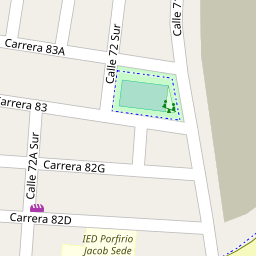 Calle 72 Sur
Carrera 83A
Carrera 83
Calle 72A Sur
Carrera 82G
Carrera 82D
IED Porfirio
Jacob Sede